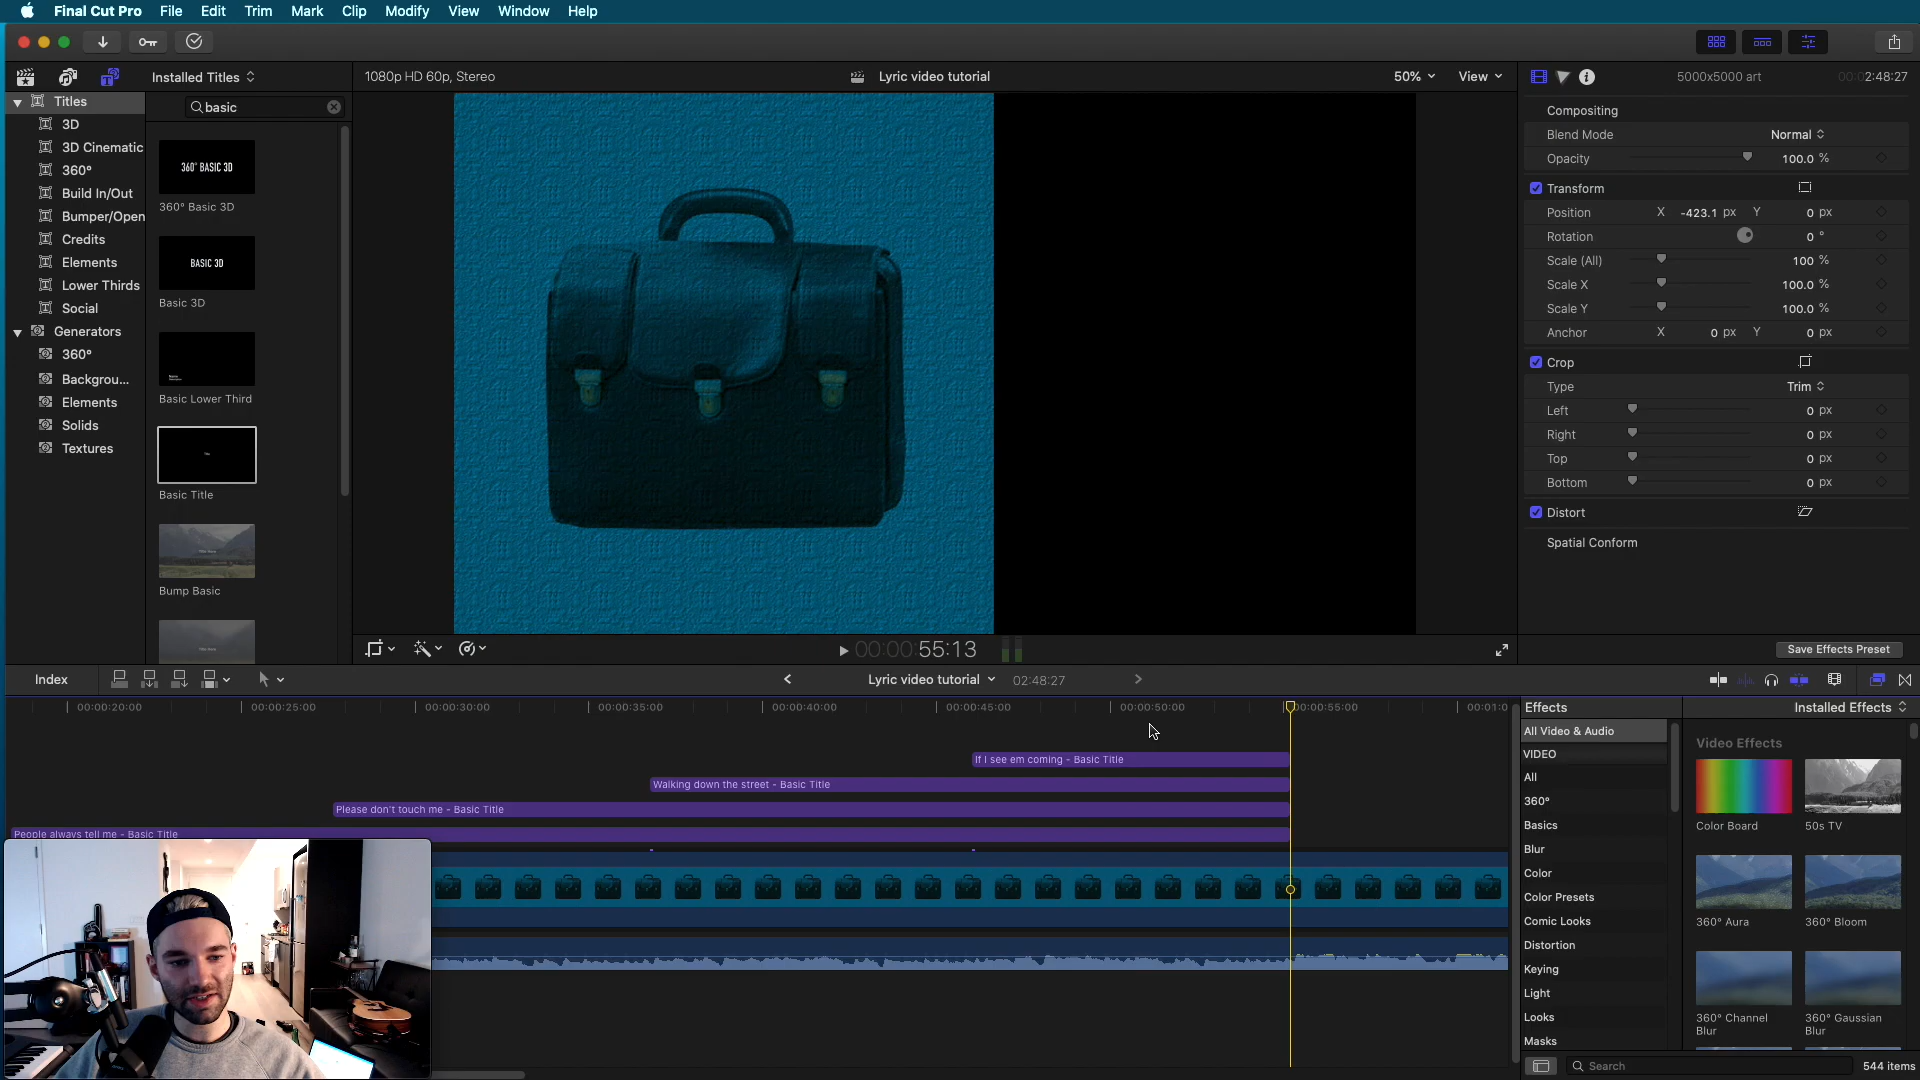 Final Cut Pro File Edit Trim Mark Clip Modify View Window Help
Installed Titles
1080p HD 60p, Stereo
Lyric video tutorial
50%
View
5000x5000 art
00:02:48:27
Titles
3D
3D Cinematic
360°
Build In/Out
Bumper/Open
Credits
Elements
Lower Thirds
Social
Generators
360°
Backgrou...
Elements
Solids
Textures
basic
360° BASIC 3D
360° Basic 3D
BASIC 3D
Basic 3D
Basic Lower Third
Title
Basic Title
Bump Basic
Compositing
Blend Mode Normal
Opacity 100.0 %
Transform
Position X -423.1 px Y 0 px
Rotation 0 °
Scale (All) 100 %
Scale X 100.0 %
Scale Y 100.0 %
Anchor X 0 px Y 0 px
Crop
Type Trim
Left 0 px
Right 0 px
Top 0 px
Bottom 0 px
Distort
Spatial Conform
Save Effects Preset
00:00:55:13
Index
Lyric video tutorial
02:48:27
00:00:20:00 00:00:25:00 00:00:30:00 00:00:35:00 00:00:40:00 00:00:45:00 00:00:50:00 00:00:55:00 00:01:0
If I see em coming - Basic Title
Walking down the street - Basic Title
Please don't touch me - Basic Title
People always tell me - Basic Title
Effects
Installed Effects
All Video & Audio
VIDEO
All
360°
Basics
Blur
Color
Color Presets
Comic Looks
Distortion
Keying
Light
Looks
Masks
Video Effects
Color Board
50s TV
360° Aura
360° Bloom
360° Channel Blur
360° Gaussian Blur
Search
544 items